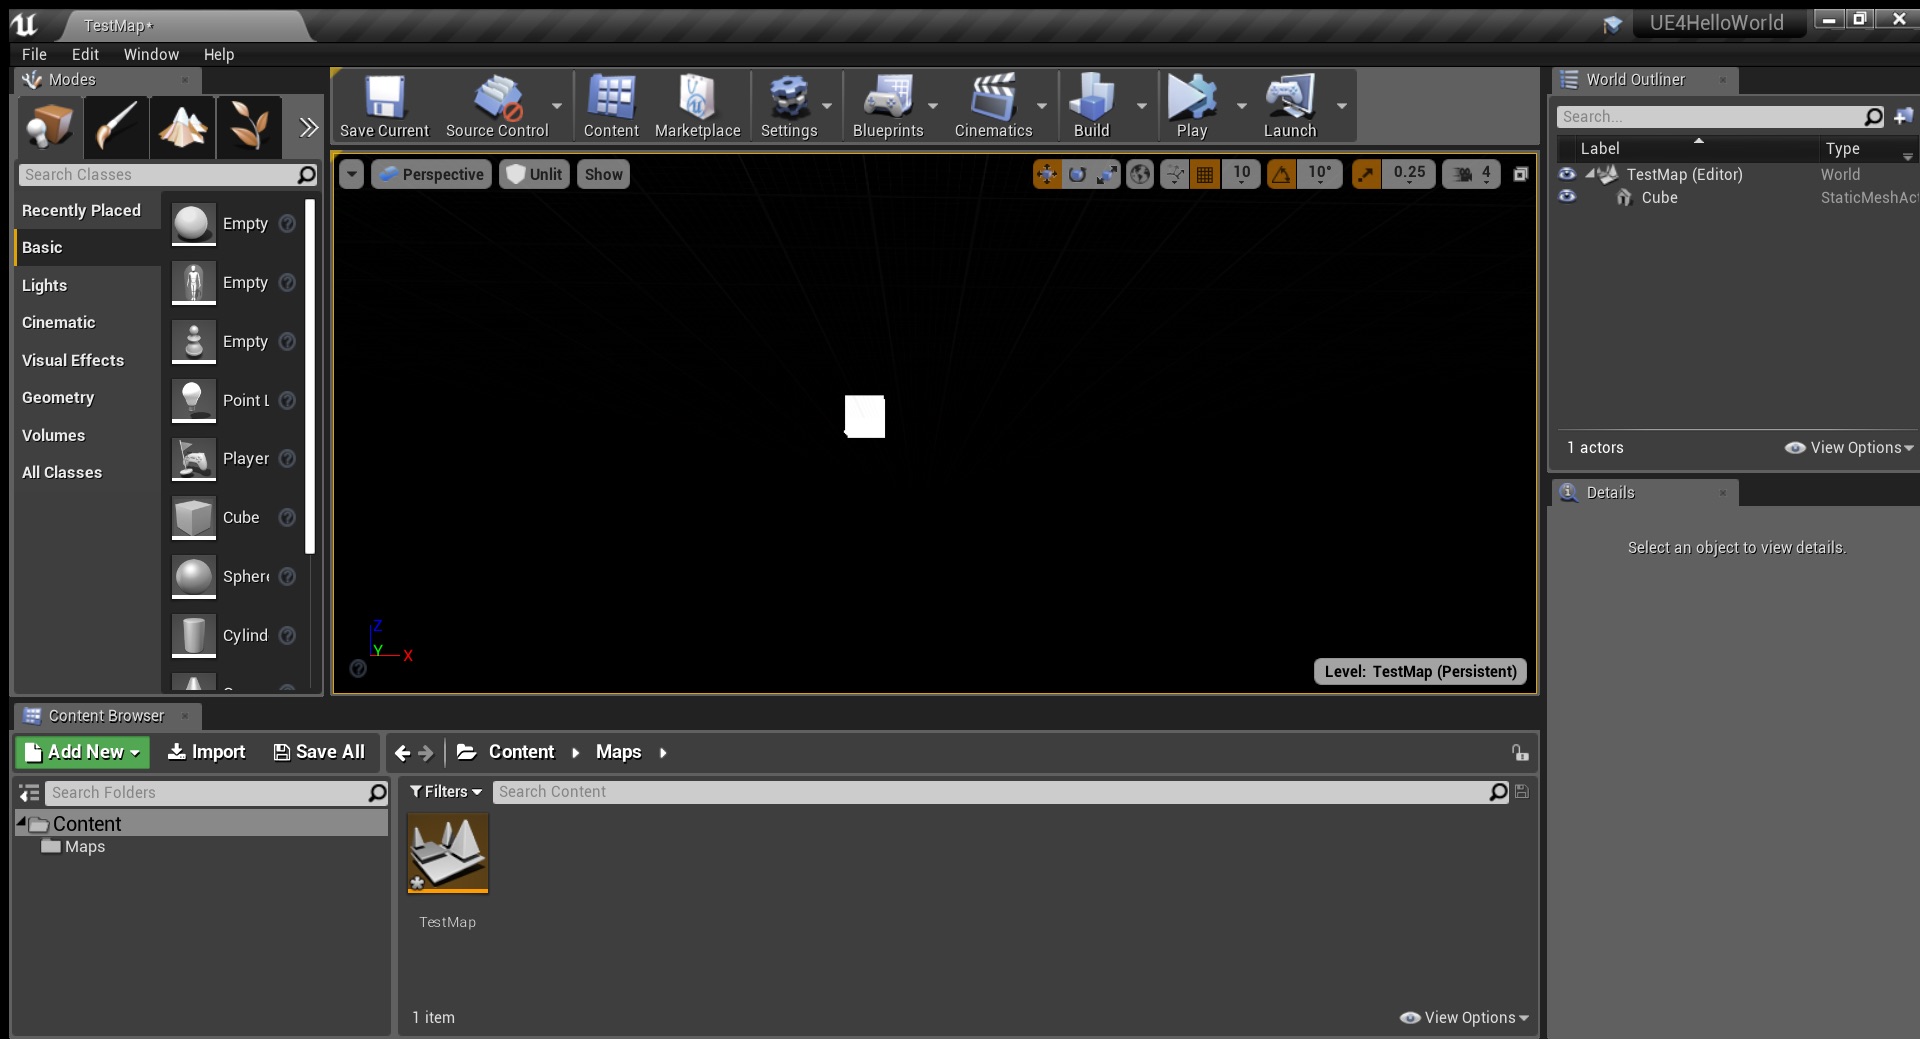 TestMap*
UE4HelloWorld
File Edit Window Help
Modes
Save Current
Source Control
Content
Marketplace
Settings
Blueprints
Cinematics
Build
Play
Launch
Search Classes
Recently Placed
Basic
Lights
Cinematic
Visual Effects
Geometry
Volumes
All Classes
Empty
Empty
Empty
Point L
Player
Cube
Sphere
Cylind
Perspective
Unlit
Show
10
10°
0.25
4
Z
Y
X
Level: TestMap (Persistent)
World Outliner
Search...
Label Type
TestMap (Editor) World
Cube StaticMeshAct
1 actors
View Options
Details
Select an object to view details.
Content Browser
Add New
Import
Save All
Content
Maps
Search Folders
Content
Maps
Filters
Search Content
TestMap
1 item
View Options